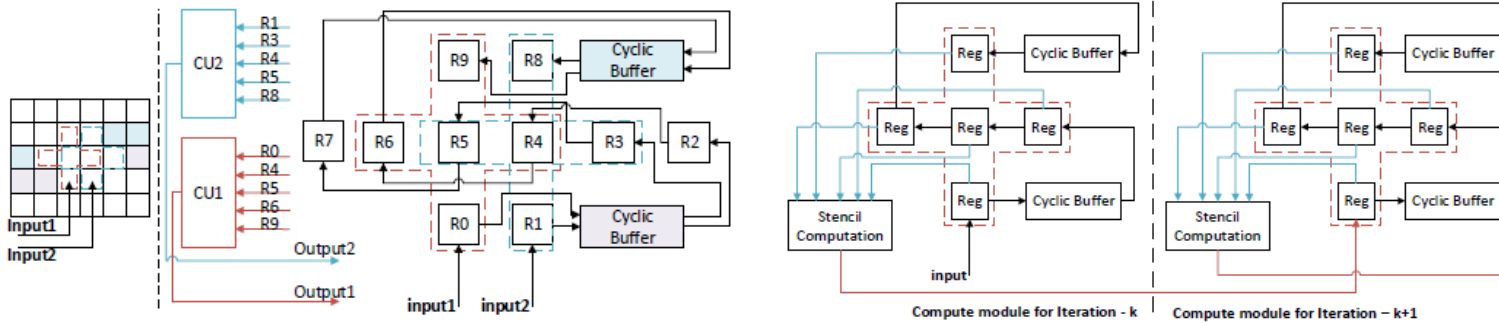 R1
R3
R4
R5
R8
CU2
R0
R4
R5
R6
R9
CU1
Input1
Input2
Output2
Output1
R9
R8
Cyclic
Buffer
R7
R6
R5
R4
R3
R2
R0
R1
Cyclic
Buffer
input1
input2
Reg
Cyclic Buffer
Reg
Reg
Reg
Reg
Cyclic Buffer
Stencil
Computation
input
Compute module for Iteration - k
Reg
Cyclic Buffer
Reg
Reg
Reg
Reg
Cyclic Buffer
Stencil
Computation
Compute module for Iteration – k+1